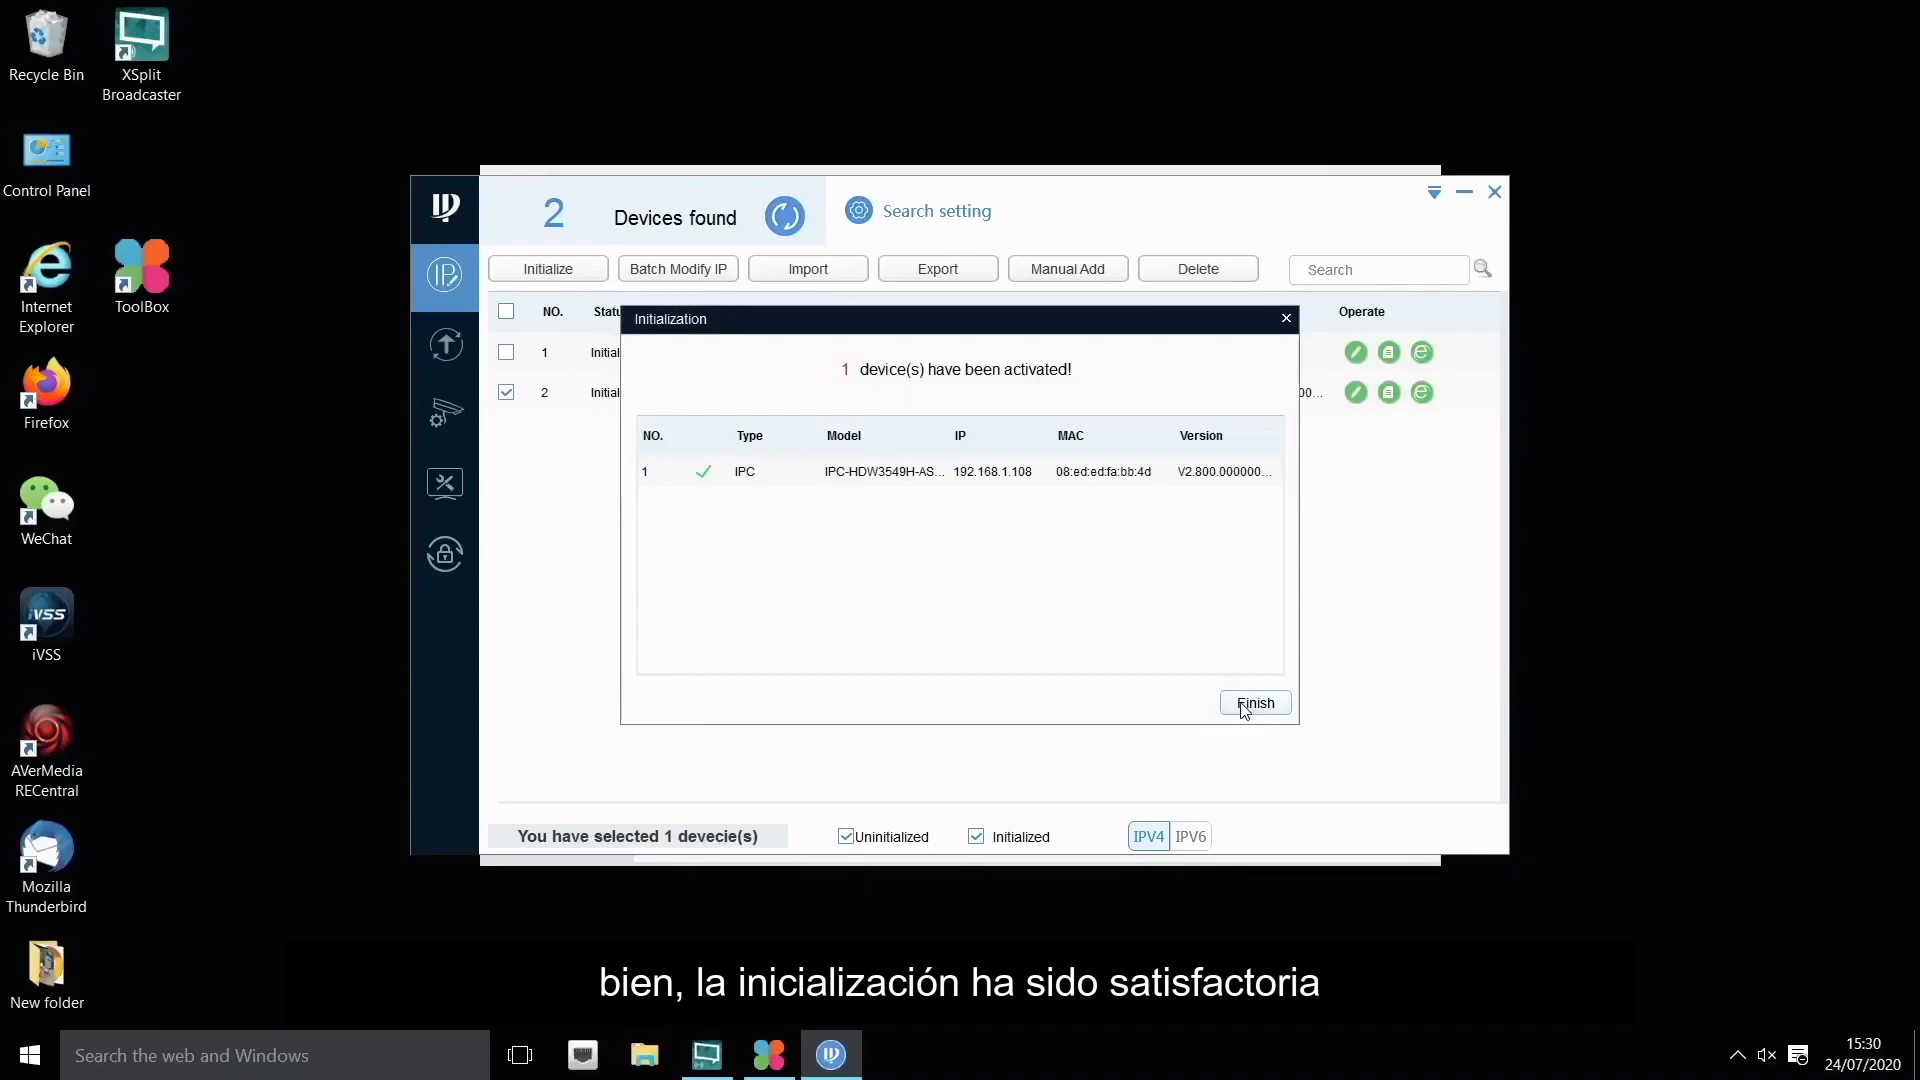 Recycle Bin
XSplit
Broadcaster
Control Panel
Internet
Explorer
ToolBox
Firefox
WeChat
iVSS
iVSS
AVerMedia
RECentral
Mozilla
Thunderbird
New folder
2 Devices found
Search setting
Initialize
Batch Modify IP
Import
Export
Manual Add
Delete
Search
NO. Statu Operate
1 Initial
2 Initial 00...
Initialization
1 device(s) have been activated!
NO. Type Model IP MAC Version
1 IPC IPC-HDW3549H-AS... 192.168.1.108 08:ed:ed:fa:bb:4d V2.800.000000...
Finish
You have selected 1 devecie(s)
Uninitialized
Initialized
IPV4 IPV6
bien, la inicialización ha sido satisfactoria
Search the web and Windows
15:30
24/07/2020